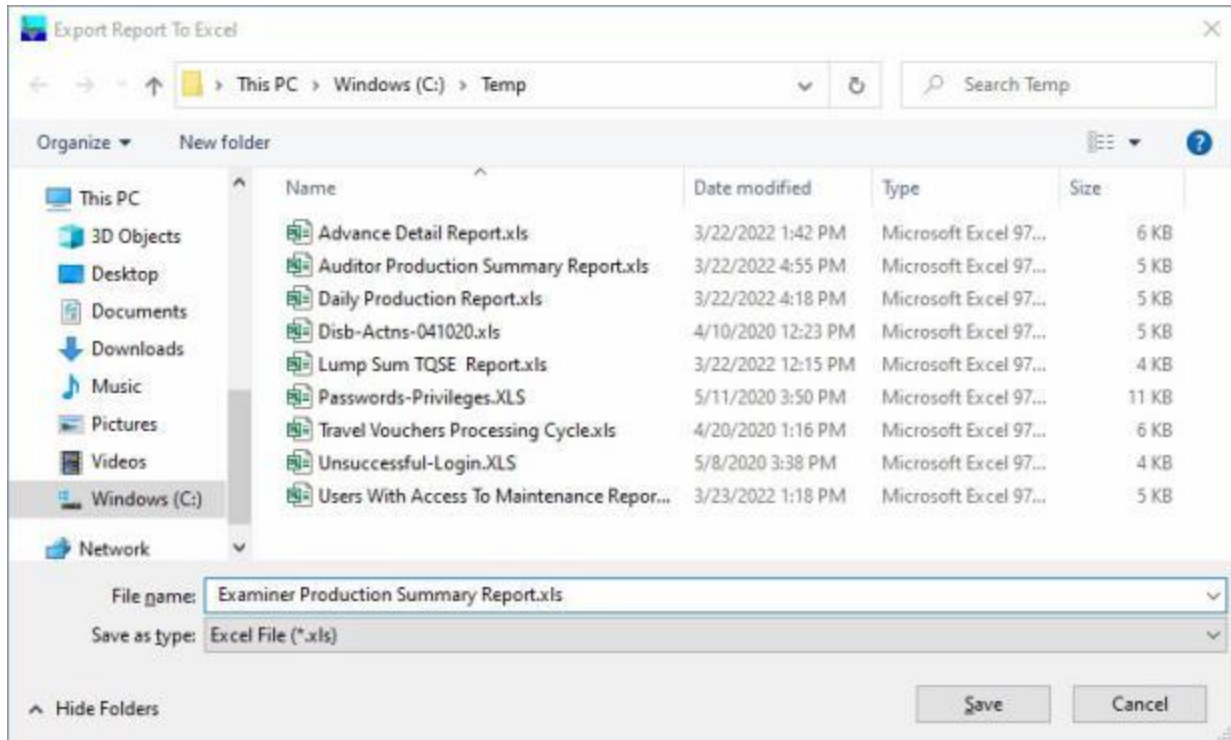 Export Report To Excel
This PC > Windows (C:) > Temp
Search Temp
Organize New folder
Name Date modified Type Size
This PC
3D Objects
Desktop
Documents
Downloads
Music
Pictures
Videos
Windows (C:)
Network
Advance Detail Report.xls 3/22/2022 1:42 PM Microsoft Excel 97... 6 KB
Auditor Production Summary Report.xls 3/22/2022 4:55 PM Microsoft Excel 97... 5 KB
Daily Production Report.xls 3/22/2022 4:18 PM Microsoft Excel 97... 5 KB
Disb-Actns-041020.xls 4/10/2020 12:23 PM Microsoft Excel 97... 5 KB
Lump Sum TQSE Report.xls 3/22/2022 12:15 PM Microsoft Excel 97... 4 KB
Passwords-Privileges.XLS 5/11/2020 3:50 PM Microsoft Excel 97... 11 KB
Travel Vouchers Processing Cycle.xls 4/20/2020 1:16 PM Microsoft Excel 97... 6 KB
Unsuccessful-Login.XLS 5/8/2020 3:38 PM Microsoft Excel 97... 4 KB
Users With Access To Maintenance Repor... 3/23/2022 1:18 PM Microsoft Excel 97... 5 KB
File name: Examiner Production Summary Report.xls
Save as type: Excel File (*.xls)
Hide Folders
Save
Cancel